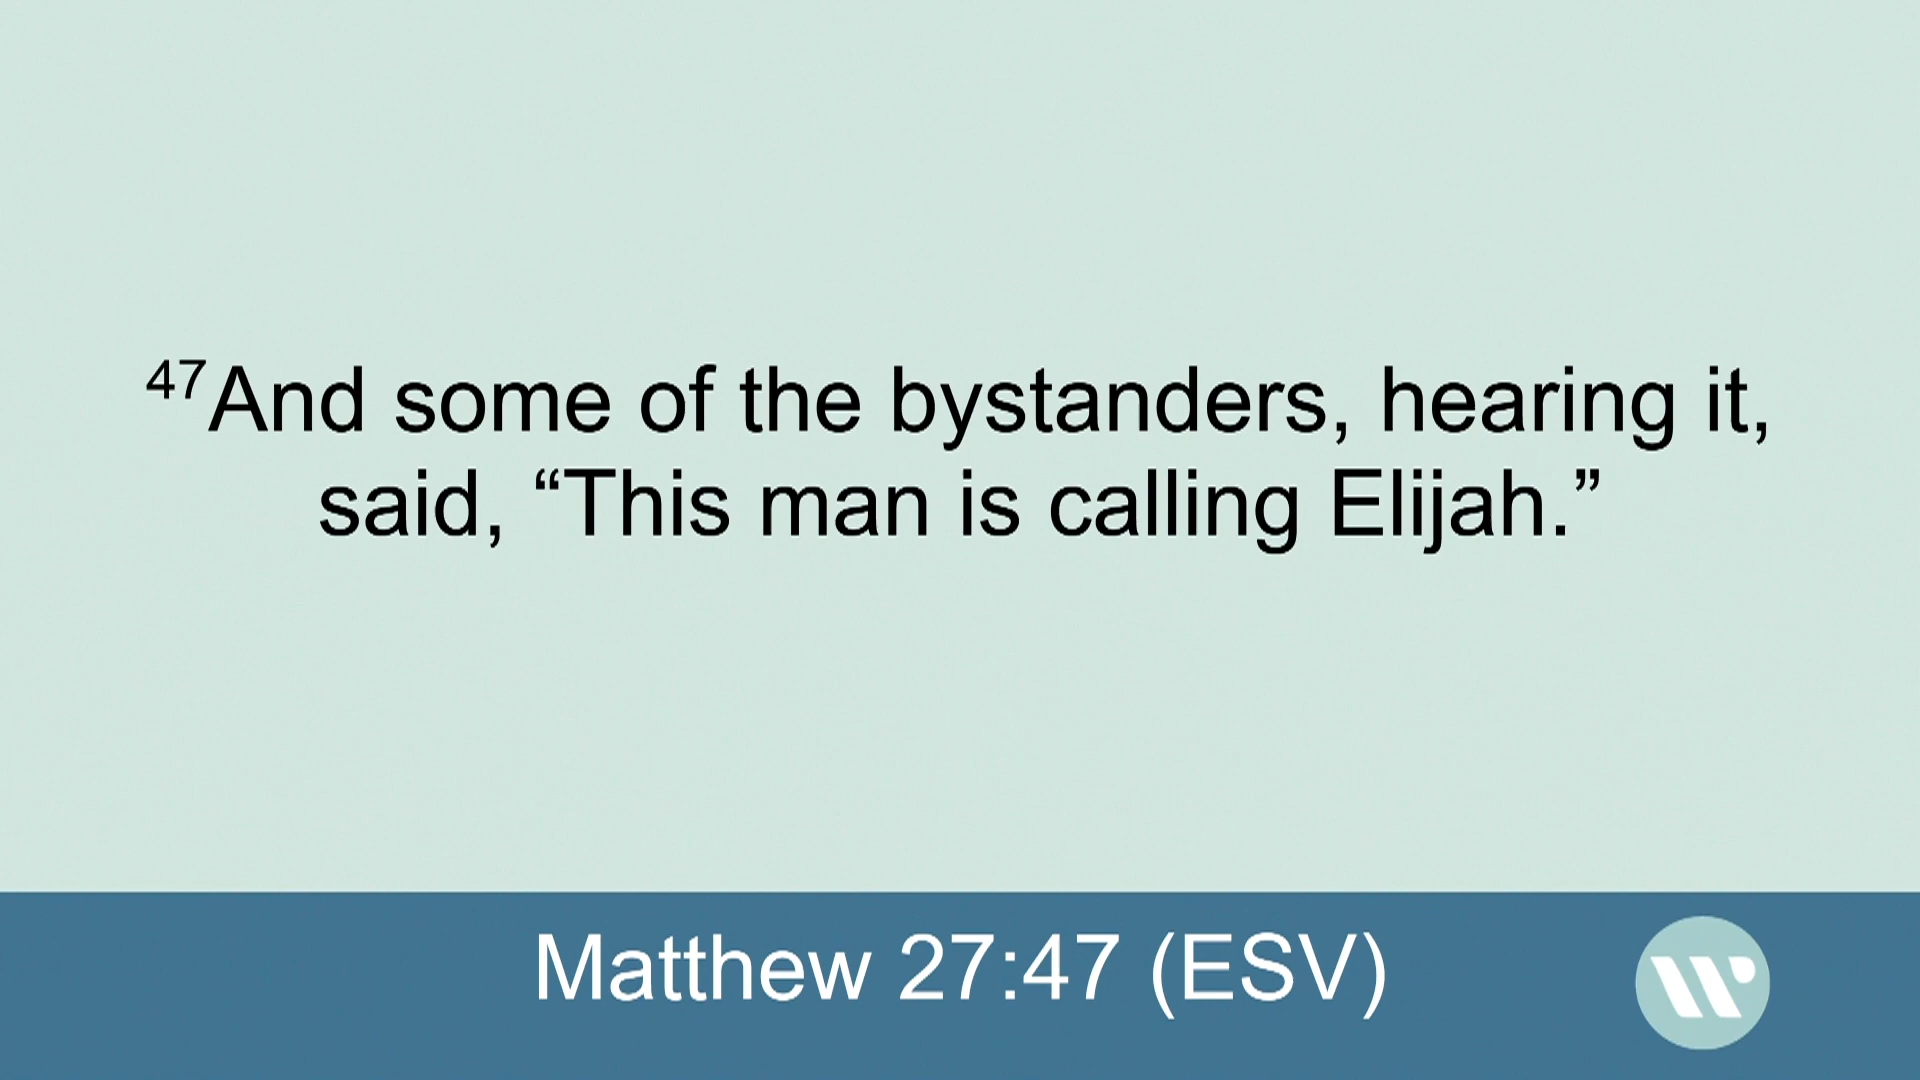 ⁴⁷And some of the bystanders, hearing it,
said, “This man is calling Elijah.”
Matthew 27:47 (ESV)